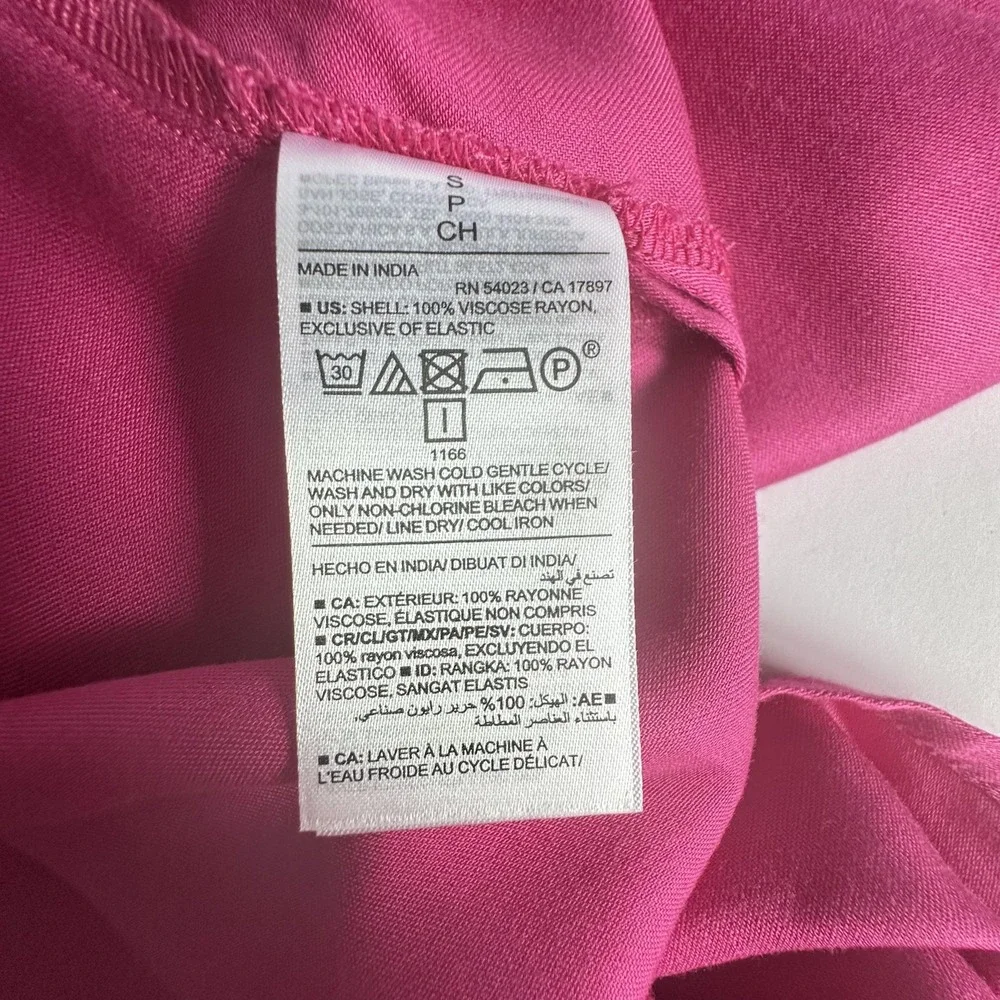 S
P
CH
MADE IN INDIA
RN 54023 / CA 17897
■ US: SHELL: 100% VISCOSE RAYON,
EXCLUSIVE OF ELASTIC
30 P ®
1166
MACHINE WASH COLD GENTLE CYCLE/
WASH AND DRY WITH LIKE COLORS/
ONLY NON-CHLORINE BLEACH WHEN
NEEDED/ LINE DRY/ COOL IRON
HECHO EN INDIA/ DIBUAT DI INDIA/
تصنع في الهند
■ CA: EXTÉRIEUR: 100% RAYONNE
VISCOSE, ÉLASTIQUE NON COMPRIS
■ CR/CL/GT/MX/PA/PE/SV: CUERPO:
100% rayon viscosa, EXCLUYENDO EL
ELASTICO ■ ID: RANGKA: 100% RAYON
VISCOSE, SANGAT ELASTIS
■ AE: الهيكل: 100% حرير رايون صناعي.
باستثناء العناصر المطاطة
■ CA: LAVER À LA MACHINE À
L'EAU FROIDE AU CYCLE DÉLICAT/